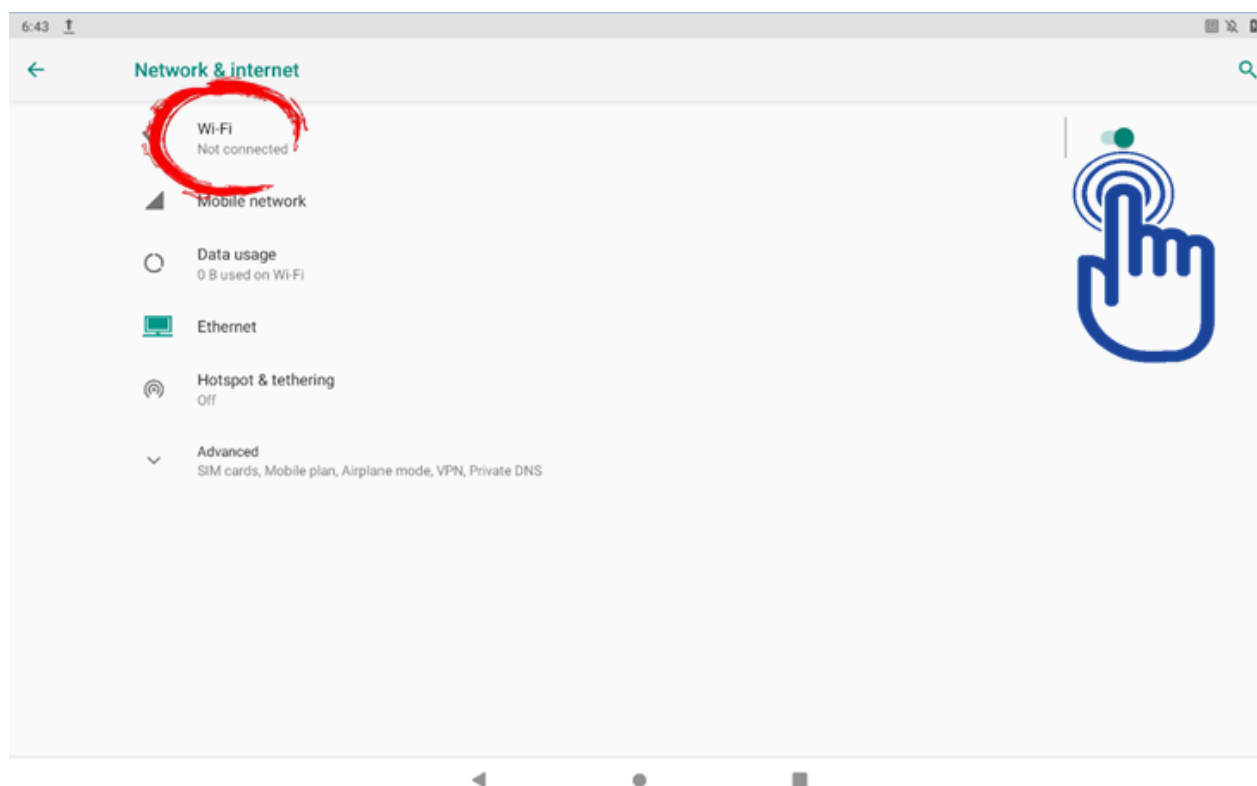 6:43
Network & internet
Wi-Fi
Not connected
Mobile network
Data usage
0 B used on Wi-Fi
Ethernet
Hotspot & tethering
Off
Advanced
SIM cards, Mobile plan, Airplane mode, VPN, Private DNS